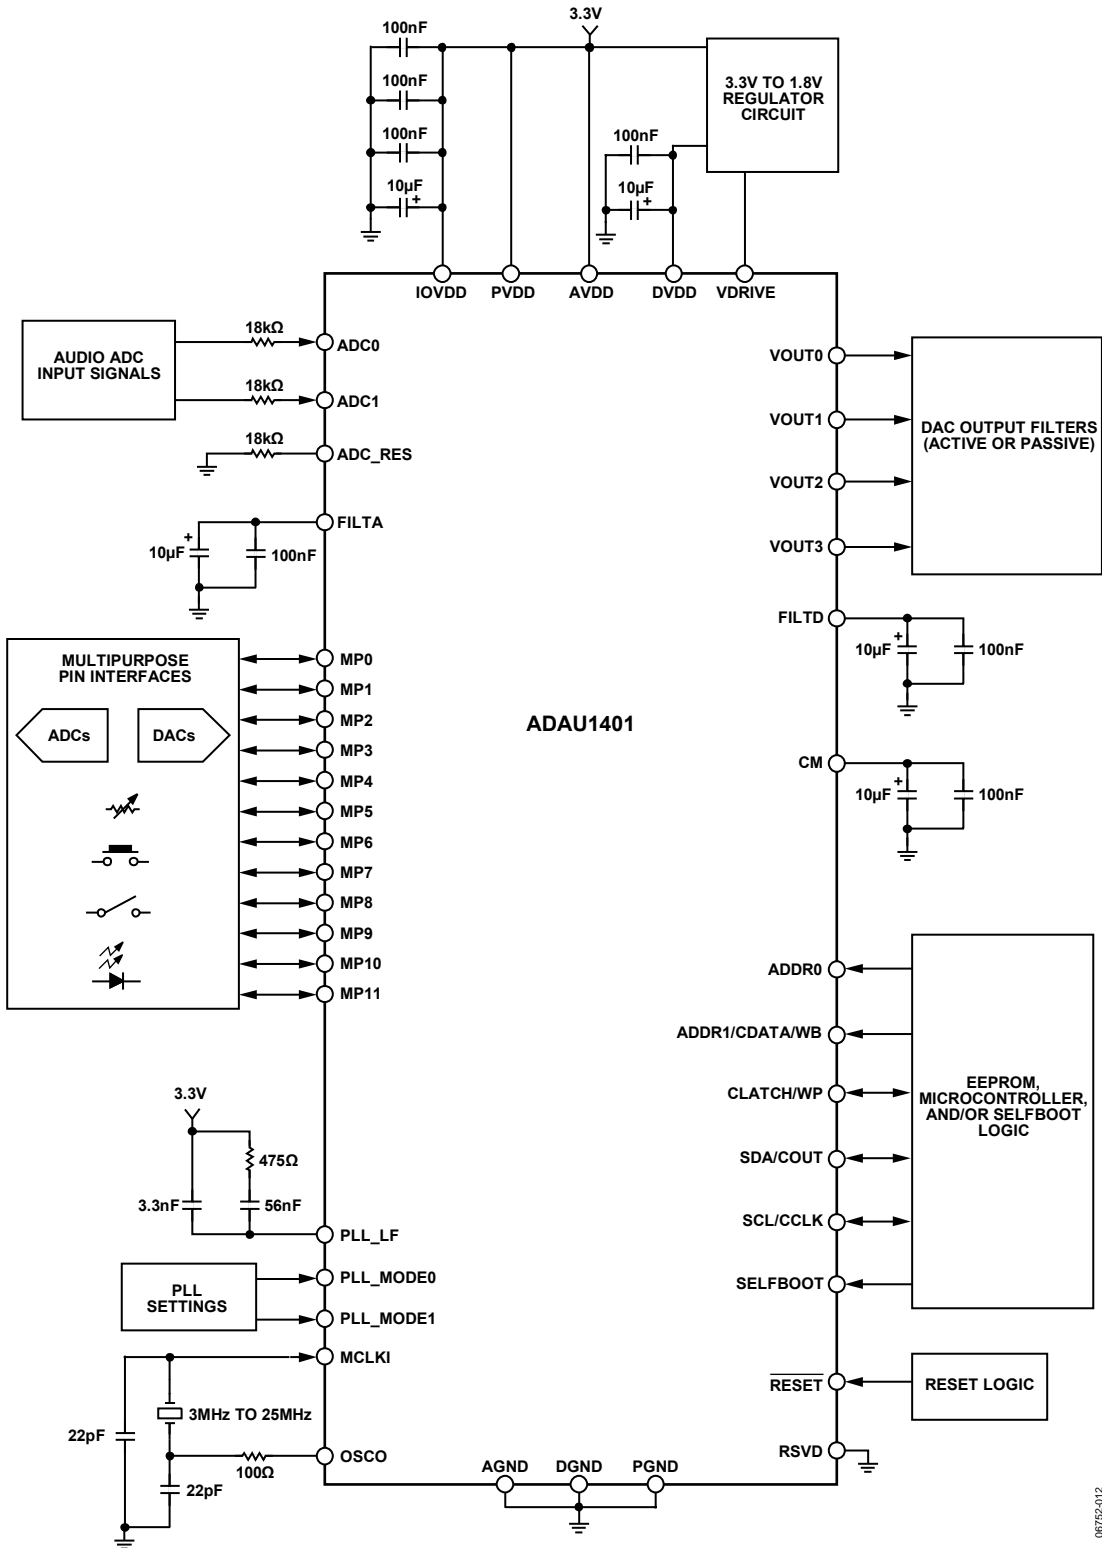 3.3V
100nF
100nF
100nF
10µF
+
3.3V TO 1.8V
REGULATOR
CIRCUIT
100nF
10µF
+
IOVDD
PVDD
AVDD
DVDD
VDRIVE
AUDIO ADC
INPUT SIGNALS
18kΩ
ADC0
18kΩ
ADC1
18kΩ
ADC_RES
FILTA
+
10µF
100nF
VOUT0
VOUT1
VOUT2
VOUT3
DAC OUTPUT FILTERS
(ACTIVE OR PASSIVE)
FILTD
+
10µF
100nF
MULTIPURPOSE
PIN INTERFACES
ADCs
DACs
MP0
MP1
MP2
MP3
MP4
MP5
MP6
MP7
MP8
MP9
MP10
MP11
ADAU1401
CM
+
10µF
100nF
ADDR0
ADDR1/CDATA/WB
CLATCH/WP
SDA/COUT
SCL/CCLK
SELFBOOT
EEPROM,
MICROCONTROLLER,
AND/OR SELFBOOT
LOGIC
3.3V
475Ω
3.3nF
56nF
PLL_LF
PLL
SETTINGS
PLL_MODE0
PLL_MODE1
MCLKI
3MHz TO 25MHz
22pF
100Ω
OSCO
22pF
RESET
RESET LOGIC
RSVD
AGND
DGND
PGND
06752-012